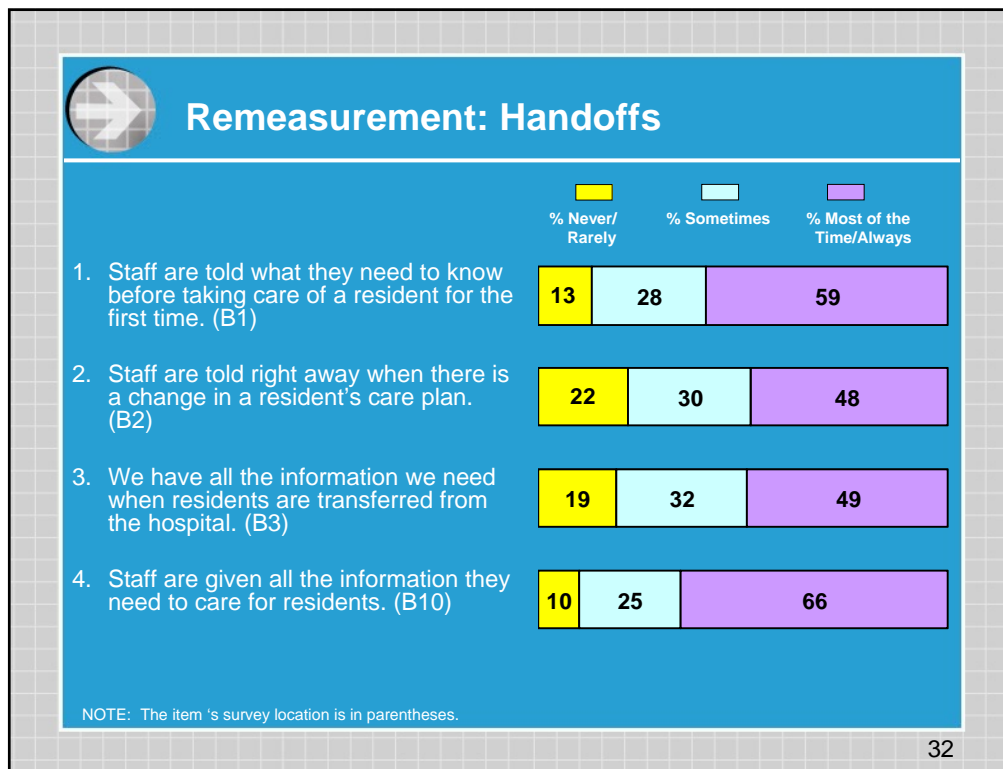 Remeasurement: Handoffs
% Never/
Rarely
% Sometimes
% Most of the
Time/Always
1. Staff are told what they need to know
before taking care of a resident for the
first time. (B1)
13 28 59
2. Staff are told right away when there is
a change in a resident's care plan.
(B2)
22 30 48
3. We have all the information we need
when residents are transferred from
the hospital. (B3)
19 32 49
4. Staff are given all the information they
need to care for residents. (B10)
10 25 66
NOTE: The item ‘s survey location is in parentheses.
32